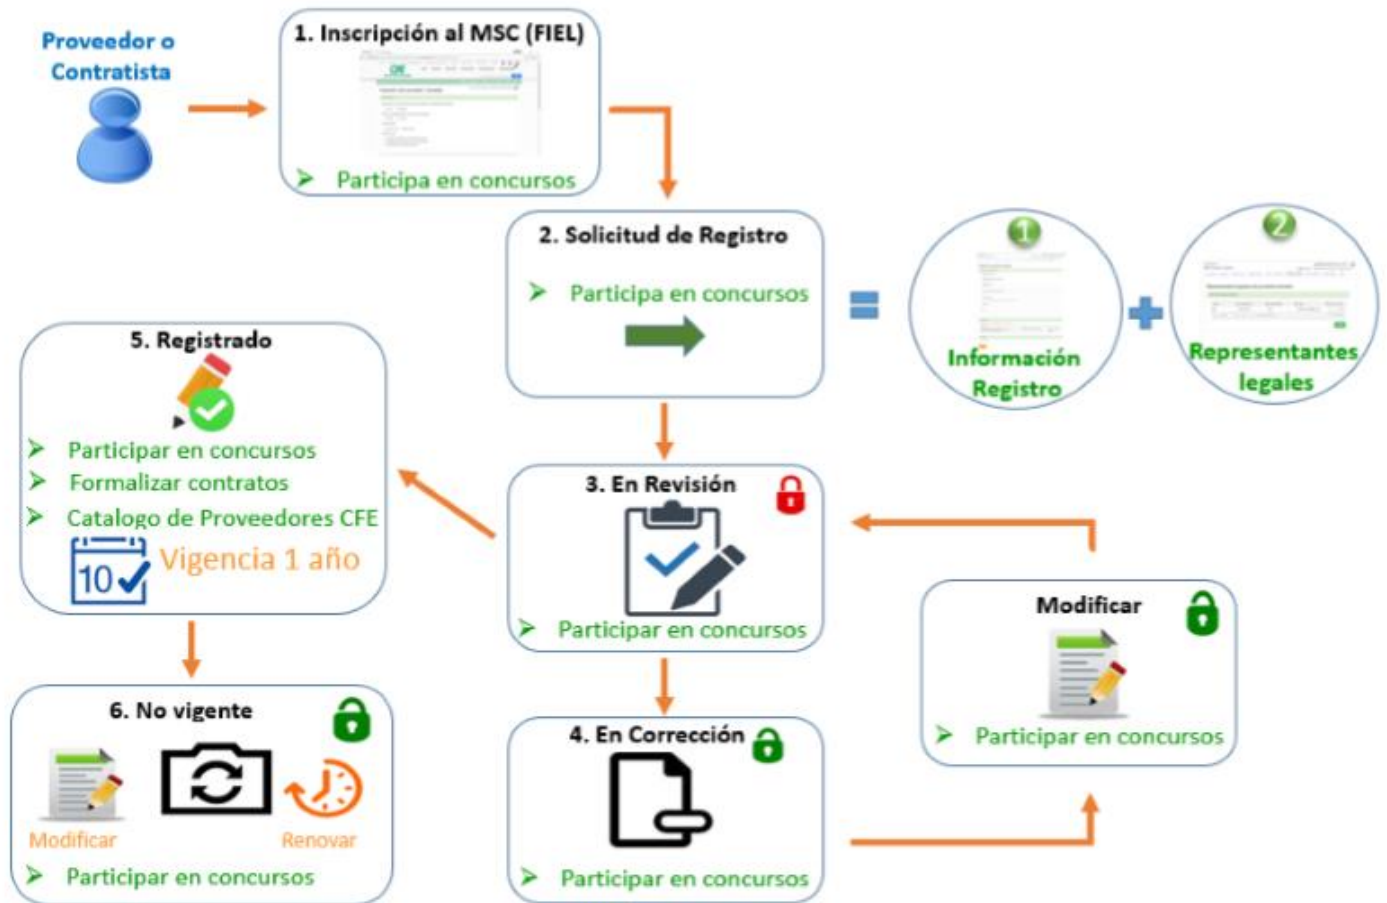 Proveedor o
Contratista
1. Inscripción al MSC (FIEL)
CFE
Participa en concursos
2. Solicitud de Registro
Participa en concursos
1
Información
Registro
2
Representantes
legales
5. Registrado
Participar en concursos
Formalizar contratos
Catalogo de Proveedores CFE
10
Vigencia 1 año
3. En Revisión
Participar en concursos
Modificar
Participar en concursos
6. No vigente
Modificar
Renovar
Participar en concursos
4. En Corrección
Participar en concursos